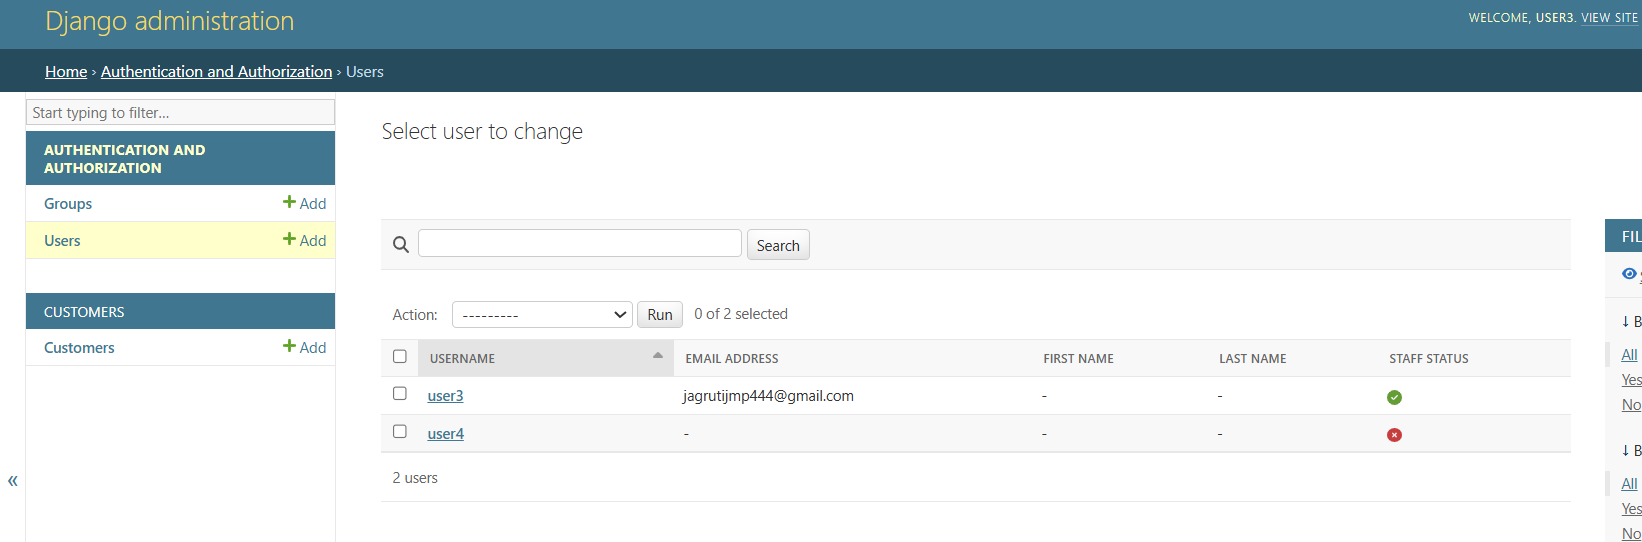 Django administration
WELCOME, USER3. VIEW SITE
Home › Authentication and Authorization › Users
Start typing to filter...
AUTHENTICATION AND
AUTHORIZATION
Groups + Add
Users + Add
CUSTOMERS
Customers + Add
«
Select user to change
Search
Action: --------- Run 0 of 2 selected
USERNAME EMAIL ADDRESS FIRST NAME LAST NAME STAFF STATUS
user3 jagrutijmp444@gmail.com - -
user4 - - -
2 users
FIL
↓ B
All
Yes
No
↓ B
All
Yes
No